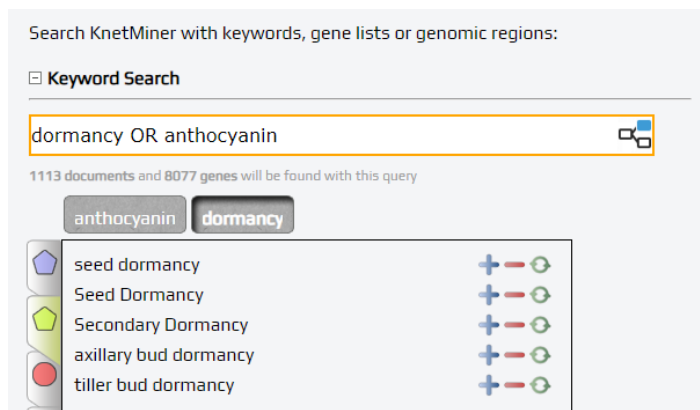 Search KnetMiner with keywords, gene lists or genomic regions:
Keyword Search
dormancy OR anthocyanin
1113 documents and 8077 genes will be found with this query
anthocyanin dormancy
seed dormancy
Seed Dormancy
Secondary Dormancy
axillary bud dormancy
tiller bud dormancy